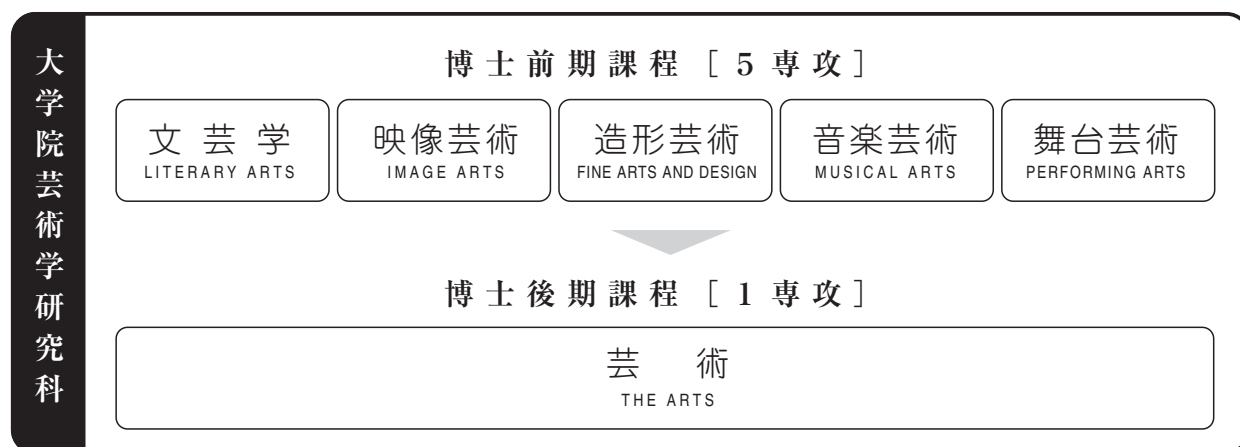 大学院芸術学研究科
博士前期課程［5専攻］
文芸学
LITERARY ARTS
映像芸術
IMAGE ARTS
造形芸術
FINE ARTS AND DESIGN
音楽芸術
MUSICAL ARTS
舞台芸術
PERFORMING ARTS
博士後期課程［1専攻］
芸術
THE ARTS